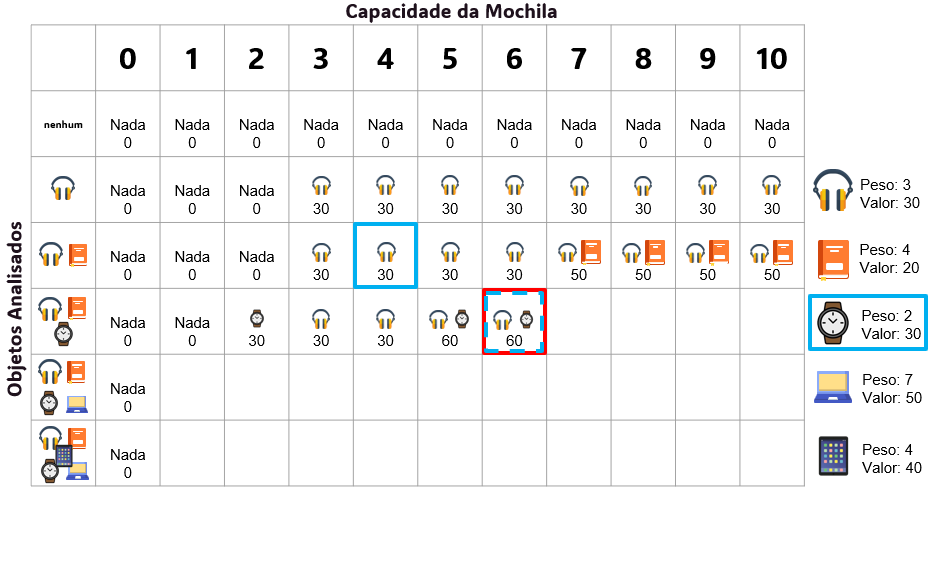 Capacidade da Mochila
0 1 2 3 4 5 6 7 8 9 10
Objetos Analisados
nenhum
Nada Nada Nada Nada Nada Nada Nada Nada Nada Nada Nada
0 0 0 0 0 0 0 0 0 0 0
Nada Nada Nada
0 0 0 30 30 30 30 30 30 30 30
Peso: 3
Valor: 30
Nada Nada Nada
0 0 0 30 30 30 30 50 50 50 50
Peso: 4
Valor: 20
Nada Nada
0 0 30 30 30 60 60
Peso: 2
Valor: 30
Nada
0
Peso: 7
Valor: 50
Nada
0
Peso: 4
Valor: 40